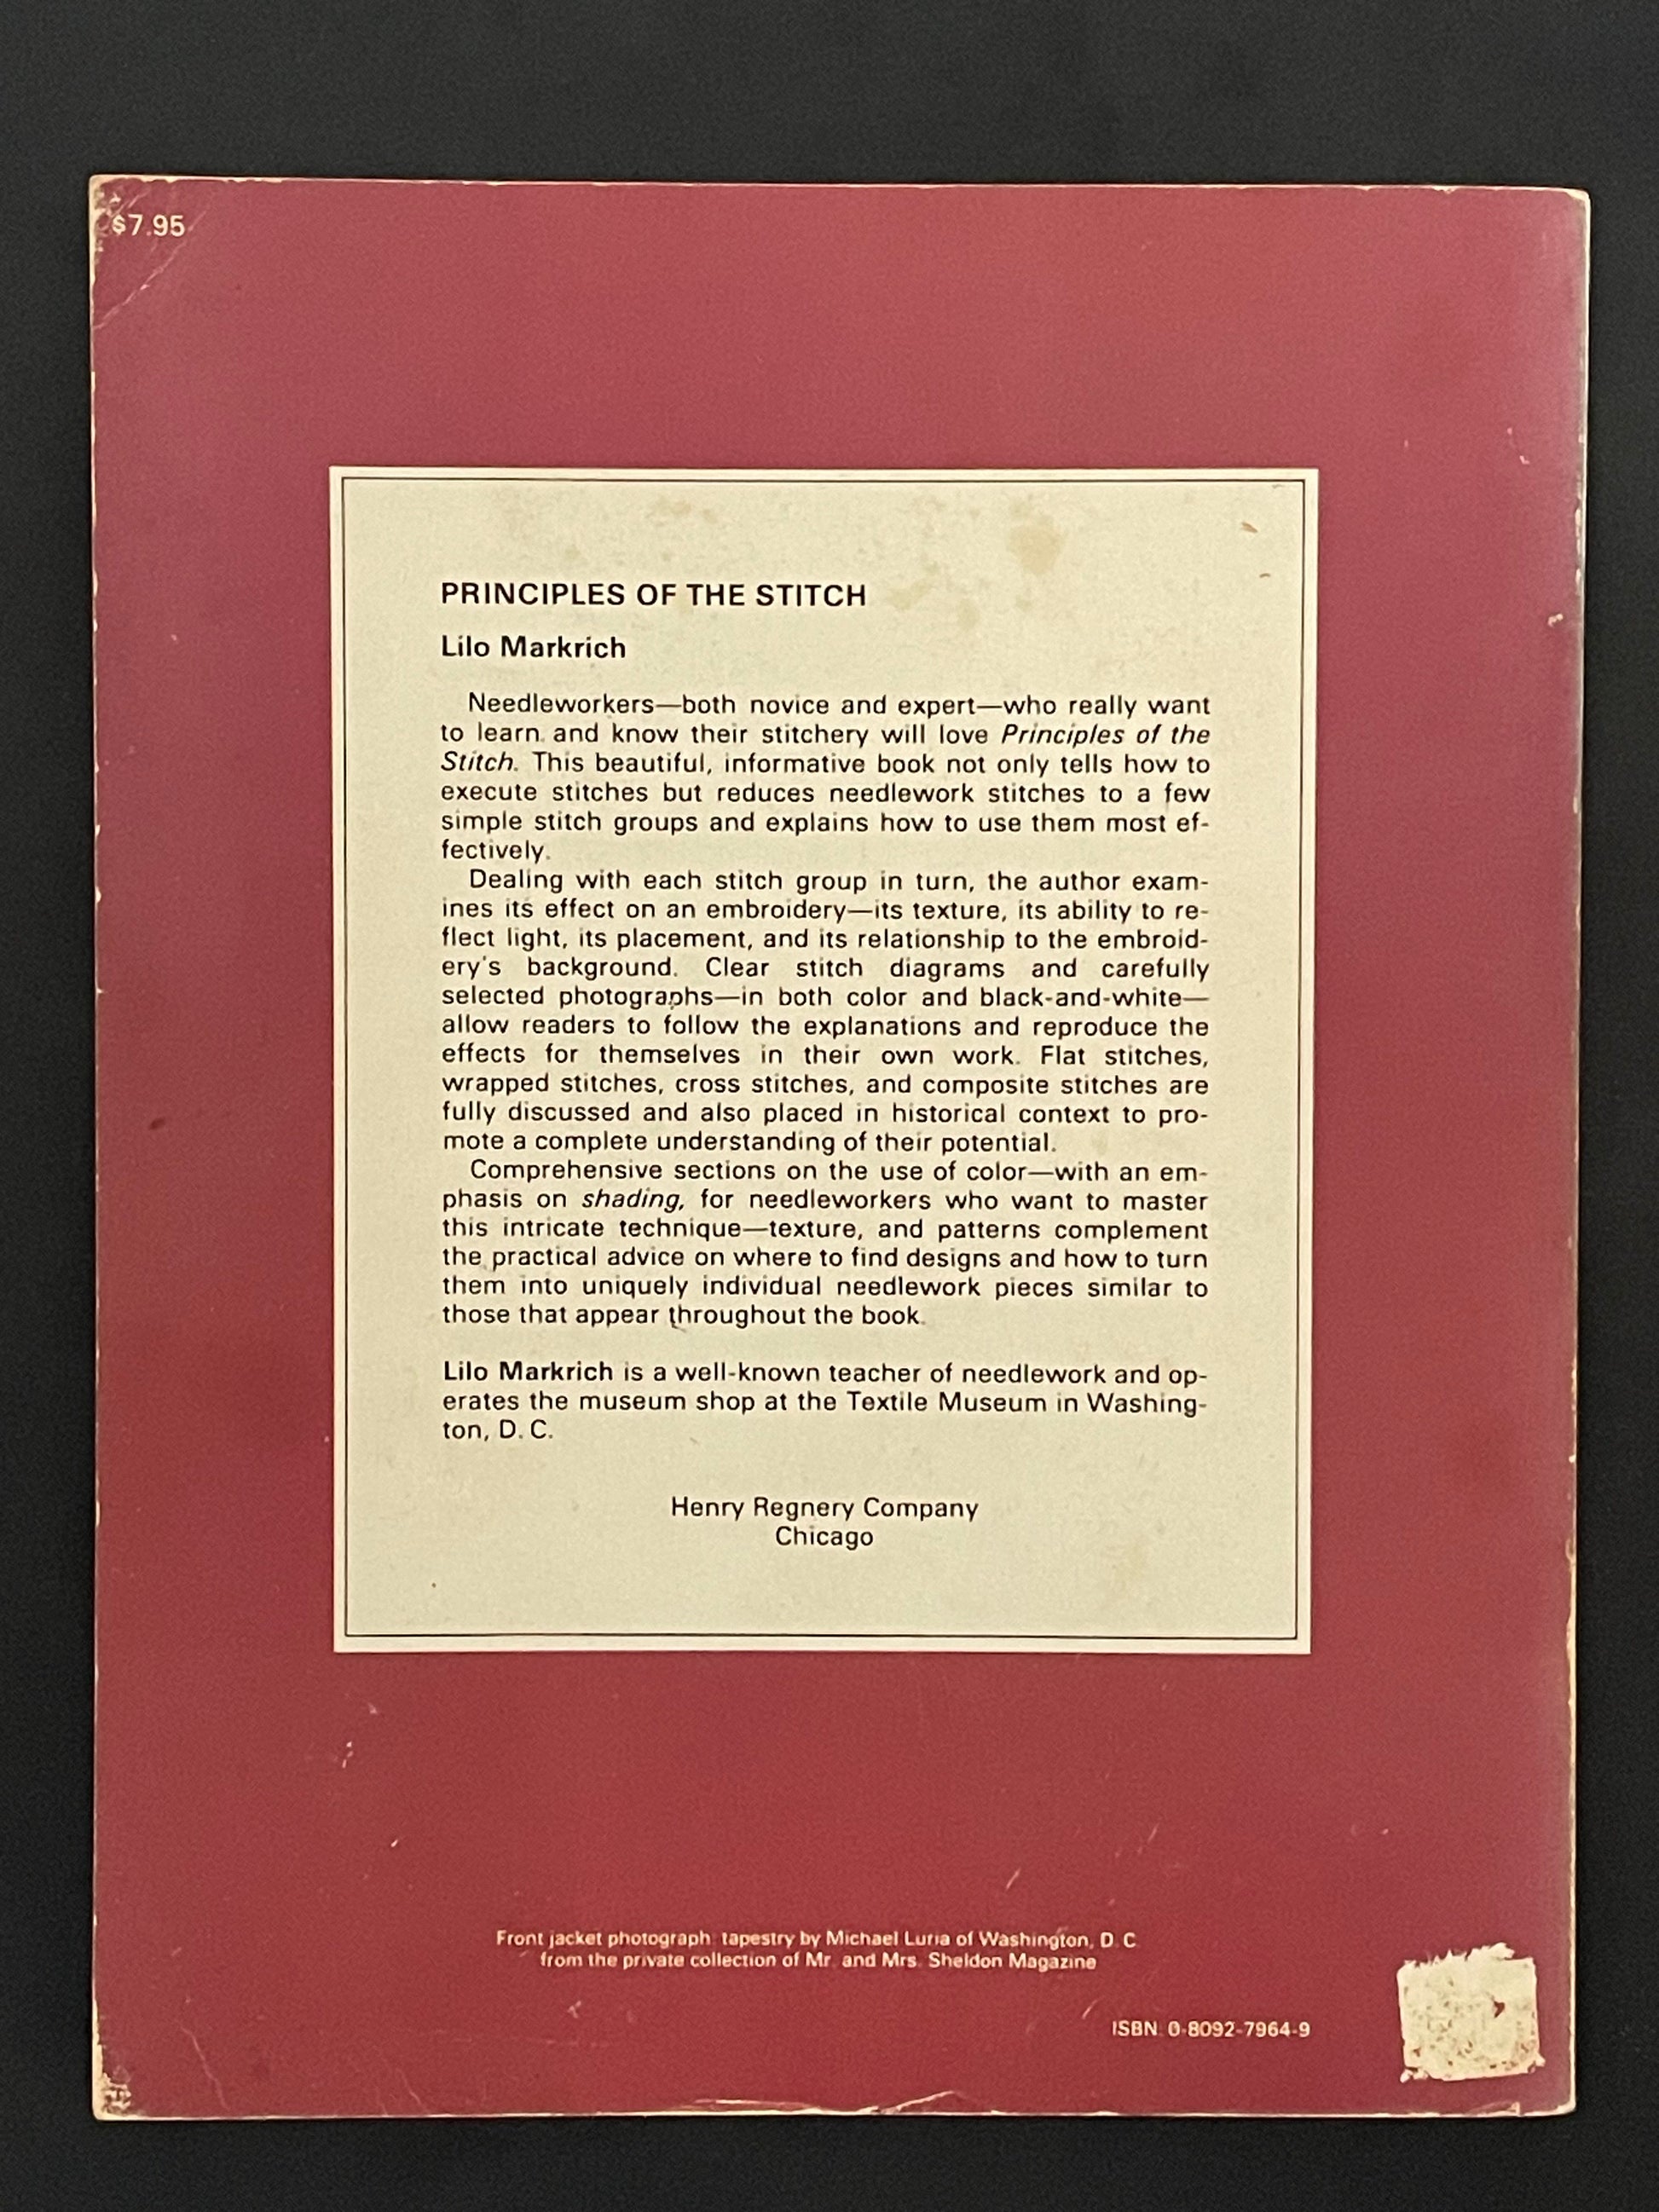 $7.95
PRINCIPLES OF THE STITCH
Lilo Markrich
Needleworkers—both novice and expert—who really want
to learn and know their stitchery will love Principles of the
Stitch. This beautiful, informative book not only tells how to
execute stitches but reduces needlework stitches to a few
simple stitch groups and explains how to use them most ef-
fectively.
Dealing with each stitch group in turn, the author exam-
ines its effect on an embroidery—its texture, its ability to re-
flect light, its placement, and its relationship to the embroid-
ery's background. Clear stitch diagrams and carefully
selected photographs—in both color and black-and-white—
allow readers to follow the explanations and reproduce the
effects for themselves in their own work. Flat stitches,
wrapped stitches, cross stitches, and composite stitches are
fully discussed and also placed in historical context to pro-
mote a complete understanding of their potential.
Comprehensive sections on the use of color—with an em-
phasis on shading, for needleworkers who want to master
this intricate technique—texture, and patterns complement
the practical advice on where to find designs and how to turn
them into uniquely individual needlework pieces similar to
those that appear throughout the book.
Lilo Markrich is a well-known teacher of needlework and op-
erates the museum shop at the Textile Museum in Washing-
ton, D.C.
Henry Regnery Company
Chicago
Front jacket photograph: tapestry by Michael Luria of Washington, D.C.
from the private collection of Mr. and Mrs. Sheldon Magazine
ISBN: 0-8092-7964-9